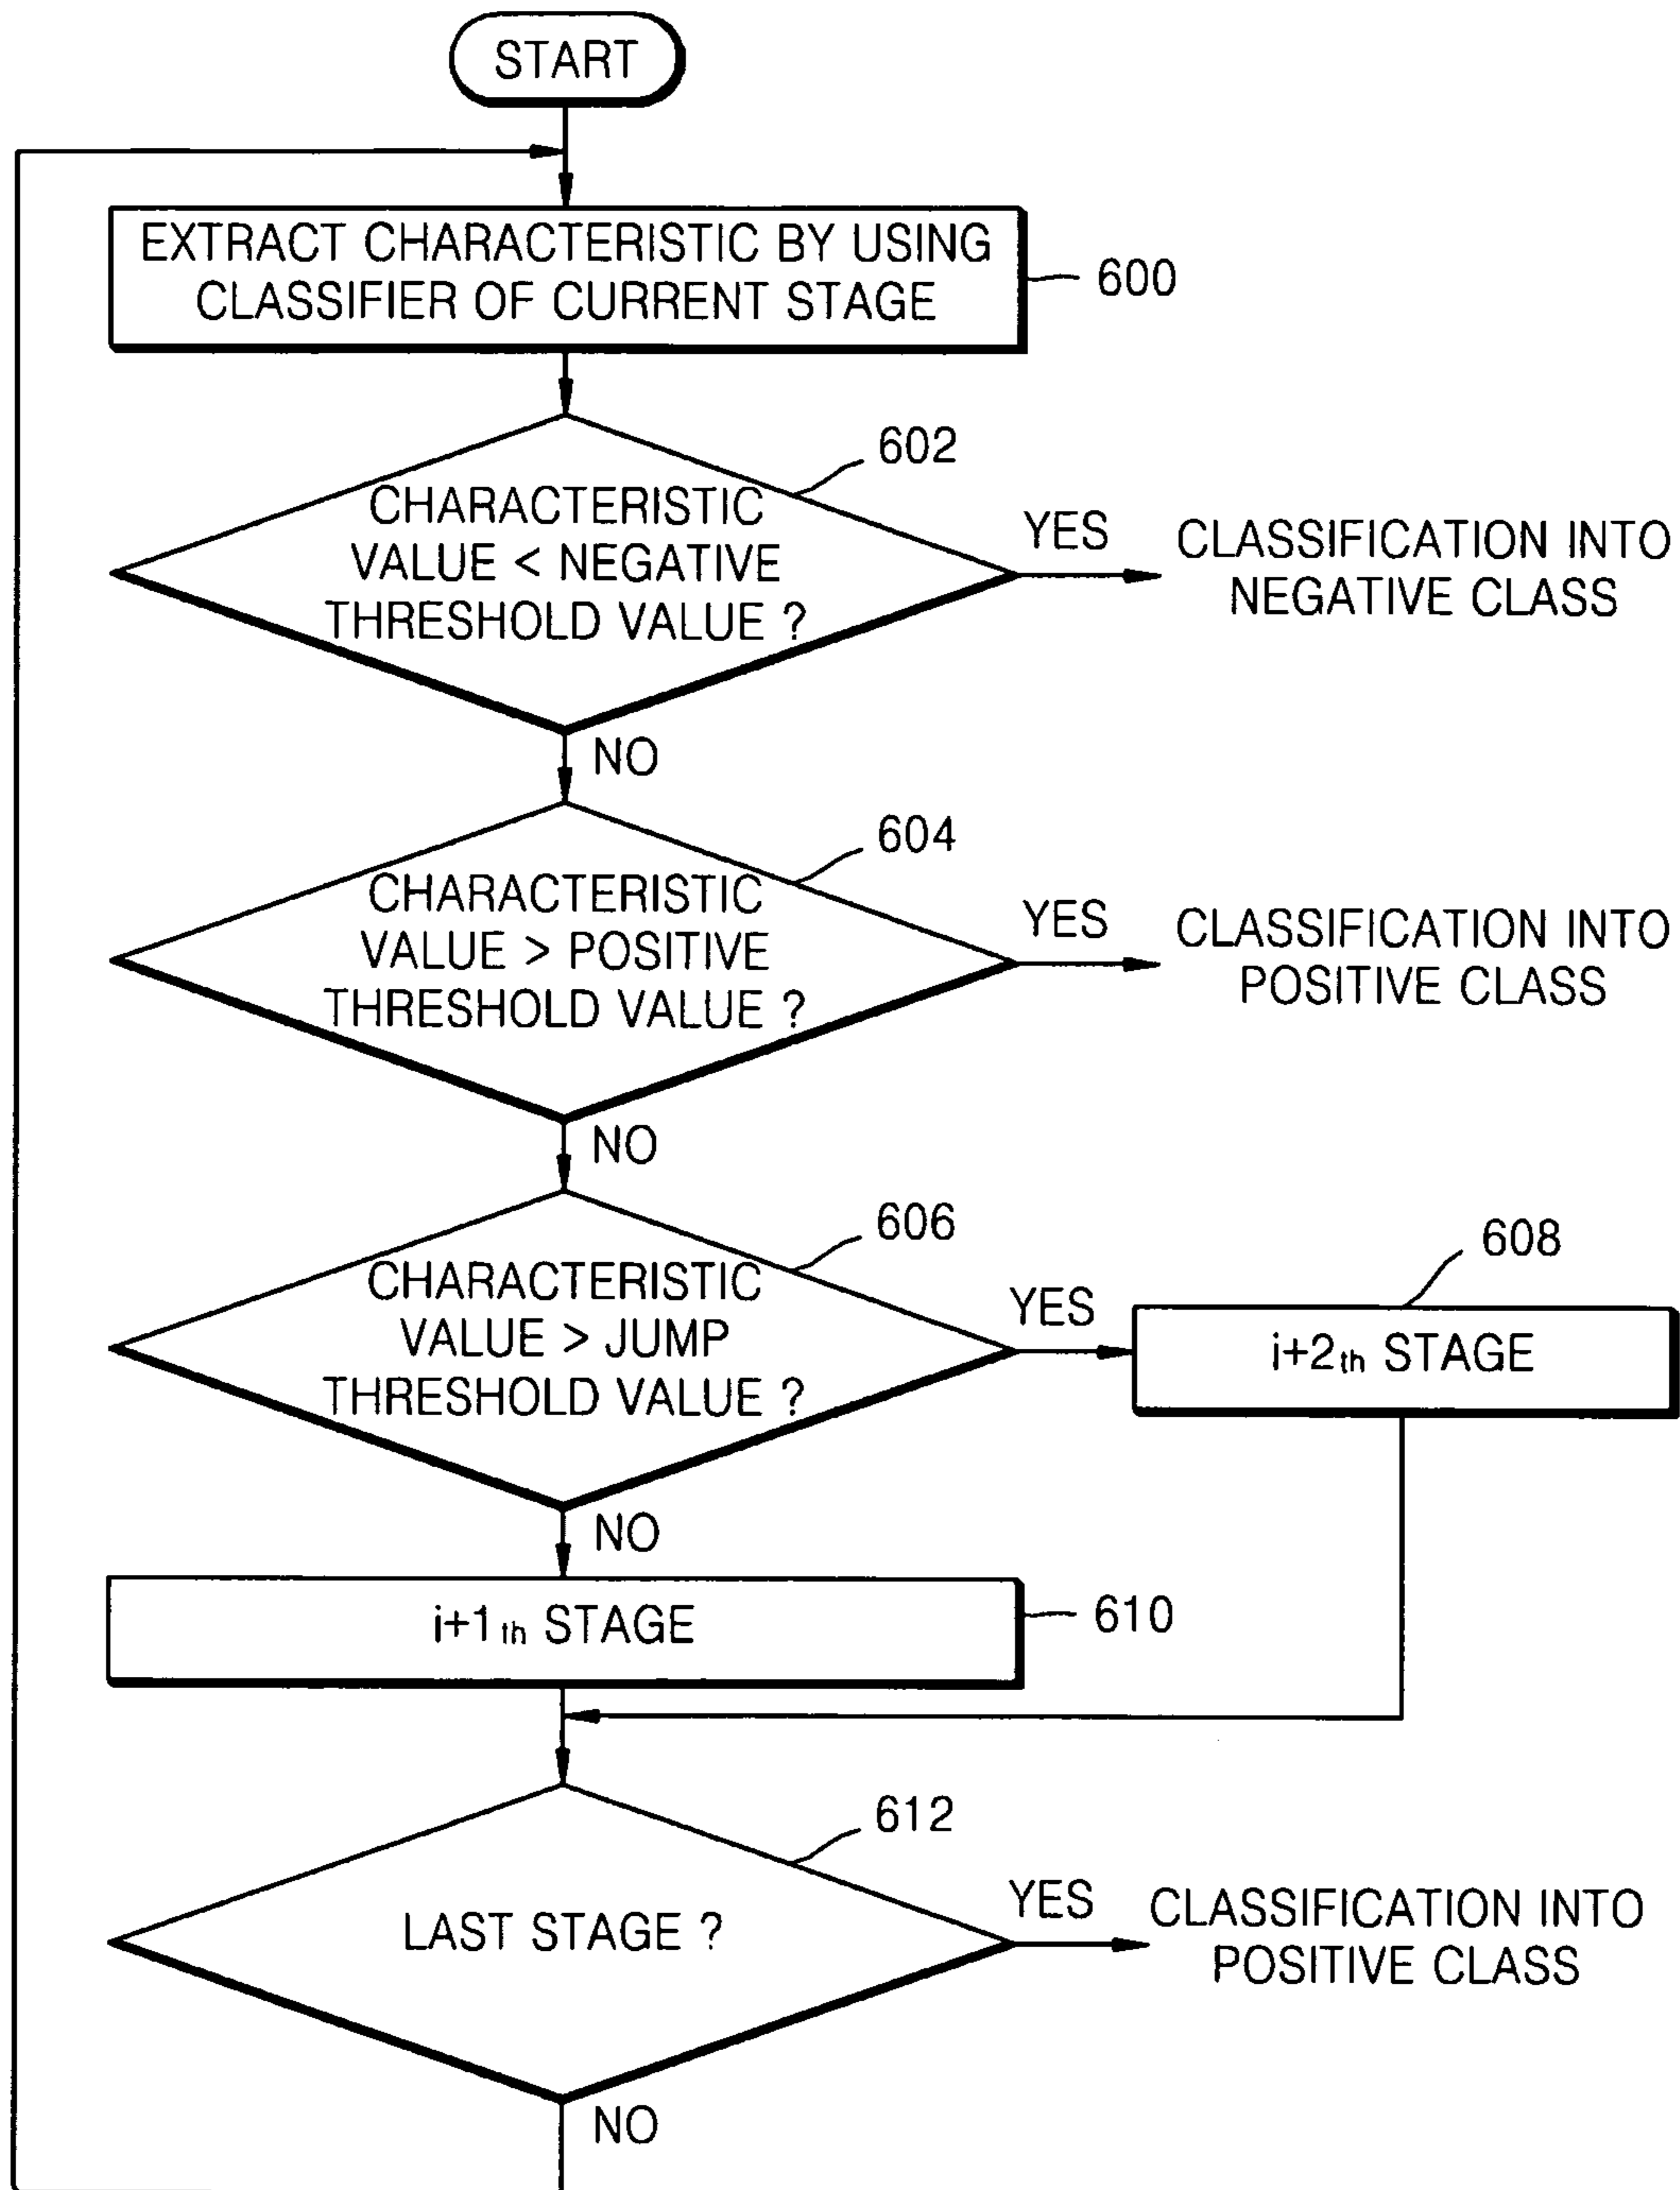 START
EXTRACT CHARACTERISTIC BY USING
CLASSIFIER OF CURRENT STAGE
600
602
CHARACTERISTIC
VALUE < NEGATIVE
THRESHOLD VALUE ?
YES
CLASSIFICATION INTO
NEGATIVE CLASS
NO
604
CHARACTERISTIC
VALUE > POSITIVE
THRESHOLD VALUE ?
YES
CLASSIFICATION INTO
POSITIVE CLASS
NO
606
CHARACTERISTIC
VALUE > JUMP
THRESHOLD VALUE ?
YES
608
i+2th STAGE
NO
i+1th STAGE
610
612
LAST STAGE ?
YES
CLASSIFICATION INTO
POSITIVE CLASS
NO